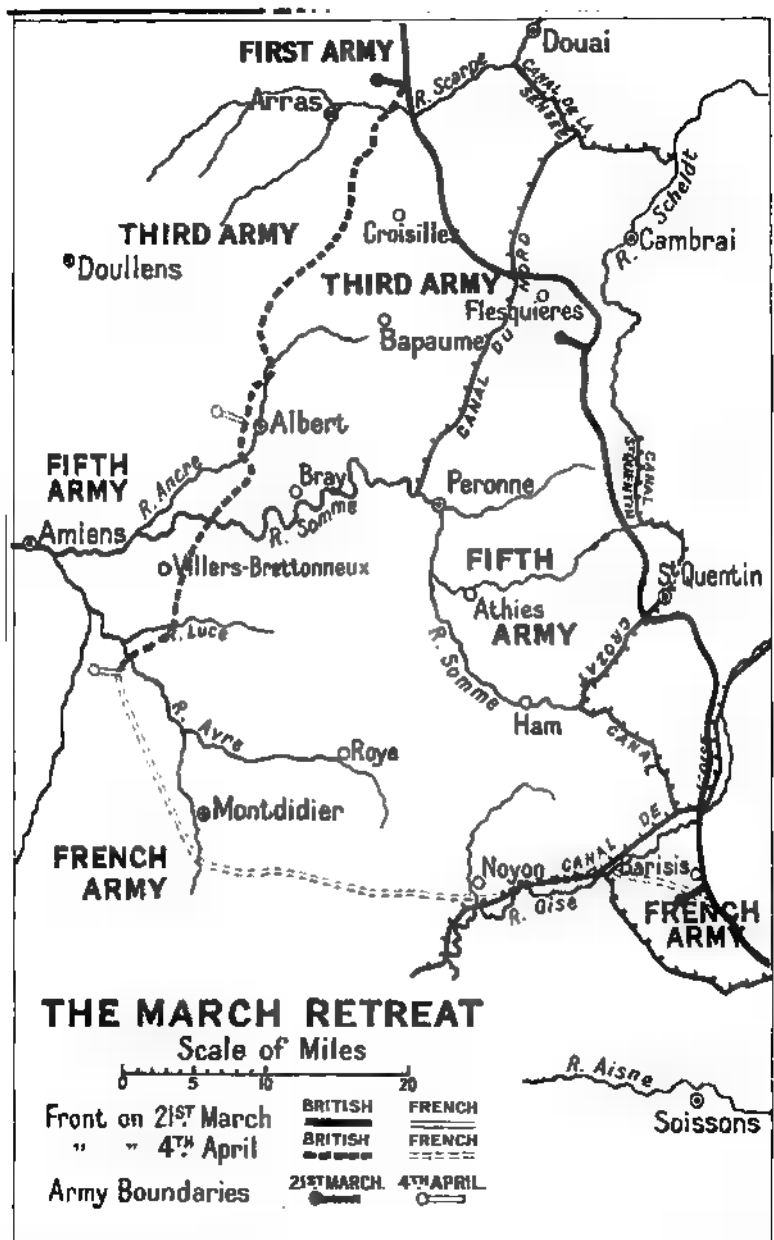 FIRST ARMY
Douai
R. Scarpe
CANAL DE LA
SENSEE
Arras
R. Scheldt
THIRD ARMY
Croisilles
Cambrai
Doullens
THIRD ARMY
Flesquières
Bapaume
CANAL DU NORD
Albert
FIFTH
ARMY
R. Ancre
Bray
Peronne
CANAL
ST QUENTIN
Amiens
R. Somme
Villers-Brettonneux
FIFTH
ARMY
St Quentin
Athies
R. Luce
R. Somme
CROZAT
CANAL
Ham
R. Avre
Roye
Montdidier
FRENCH
ARMY
Noyon
CANAL DE
Barisis
R. Oise
FRENCH
ARMY
THE MARCH RETREAT
Scale of Miles
0 5 10 20
Front on 21ST March BRITISH FRENCH
" " 4TH April BRITISH FRENCH
Army Boundaries 21ST MARCH. 4TH APRIL.
R. Aisne
Soissons